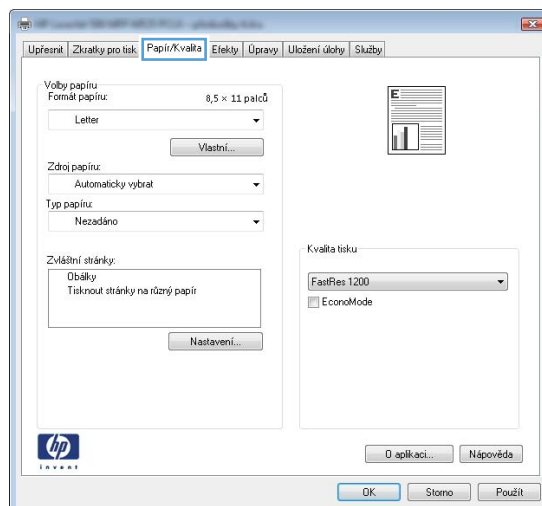 Upřesnit Zkratky pro tisk Papír/Kvalita Efekty Úpravy Uložení úlohy Služby
Volby papíru
Formát papíru: 8,5 × 11 palců
Letter
Vlastní...
Zdroj papíru:
Automaticky vybrat
Typ papíru:
Nezadáno
Zvláštní stránky:
Obálky
Tisknout stránky na různý papír
Nastavení...
E
Kvalita tisku
FastRes 1200
EconoMode
hp
invent
O aplikaci... Nápověda
OK Storno Použít